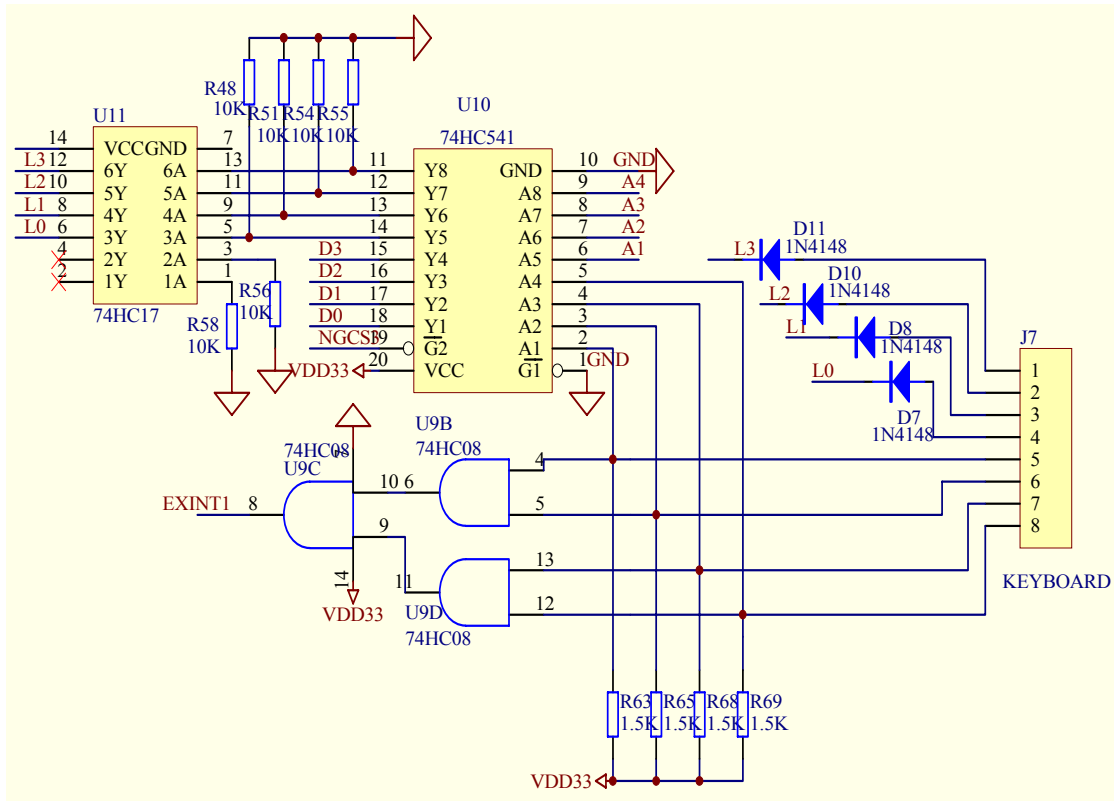 R48
10K
R51
10K
R54
10K
R55
10K
U11
14 VCC GND 7
L3 12 6Y 6A 13
L2 10 5Y 5A 11
L1 8 4Y 4A 9
L0 6 3Y 3A 5
4 2Y 2A 3
2 1Y 1A 1
74HC17
R58
10K
R56
10K
U10
74HC541
11 Y8 GND 10 GND
12 Y7 A8 9 A4
13 Y6 A7 8 A3
14 Y5 A6 7 A2
D3 15 Y4 A5 6 A1
D2 16 Y3 A4 5
D1 17 Y2 A3 4
D0 18 Y1 A2 3
NGCS3 19 G2 A1 2
VDD33 20 VCC G1 1 GND
L3
D11
1N4148
L2
D10
1N4148
L1
D8
1N4148
L0
D7
1N4148
J7
1
2
3
4
5
6
7
8
KEYBOARD
U9B
74HC08
4
5
6
74HC08
U9C
7
10
9
8
14
EXINT1
VDD33
13
12
11
U9D
74HC08
R63
1.5K
R65
1.5K
R68
1.5K
R69
1.5K
VDD33